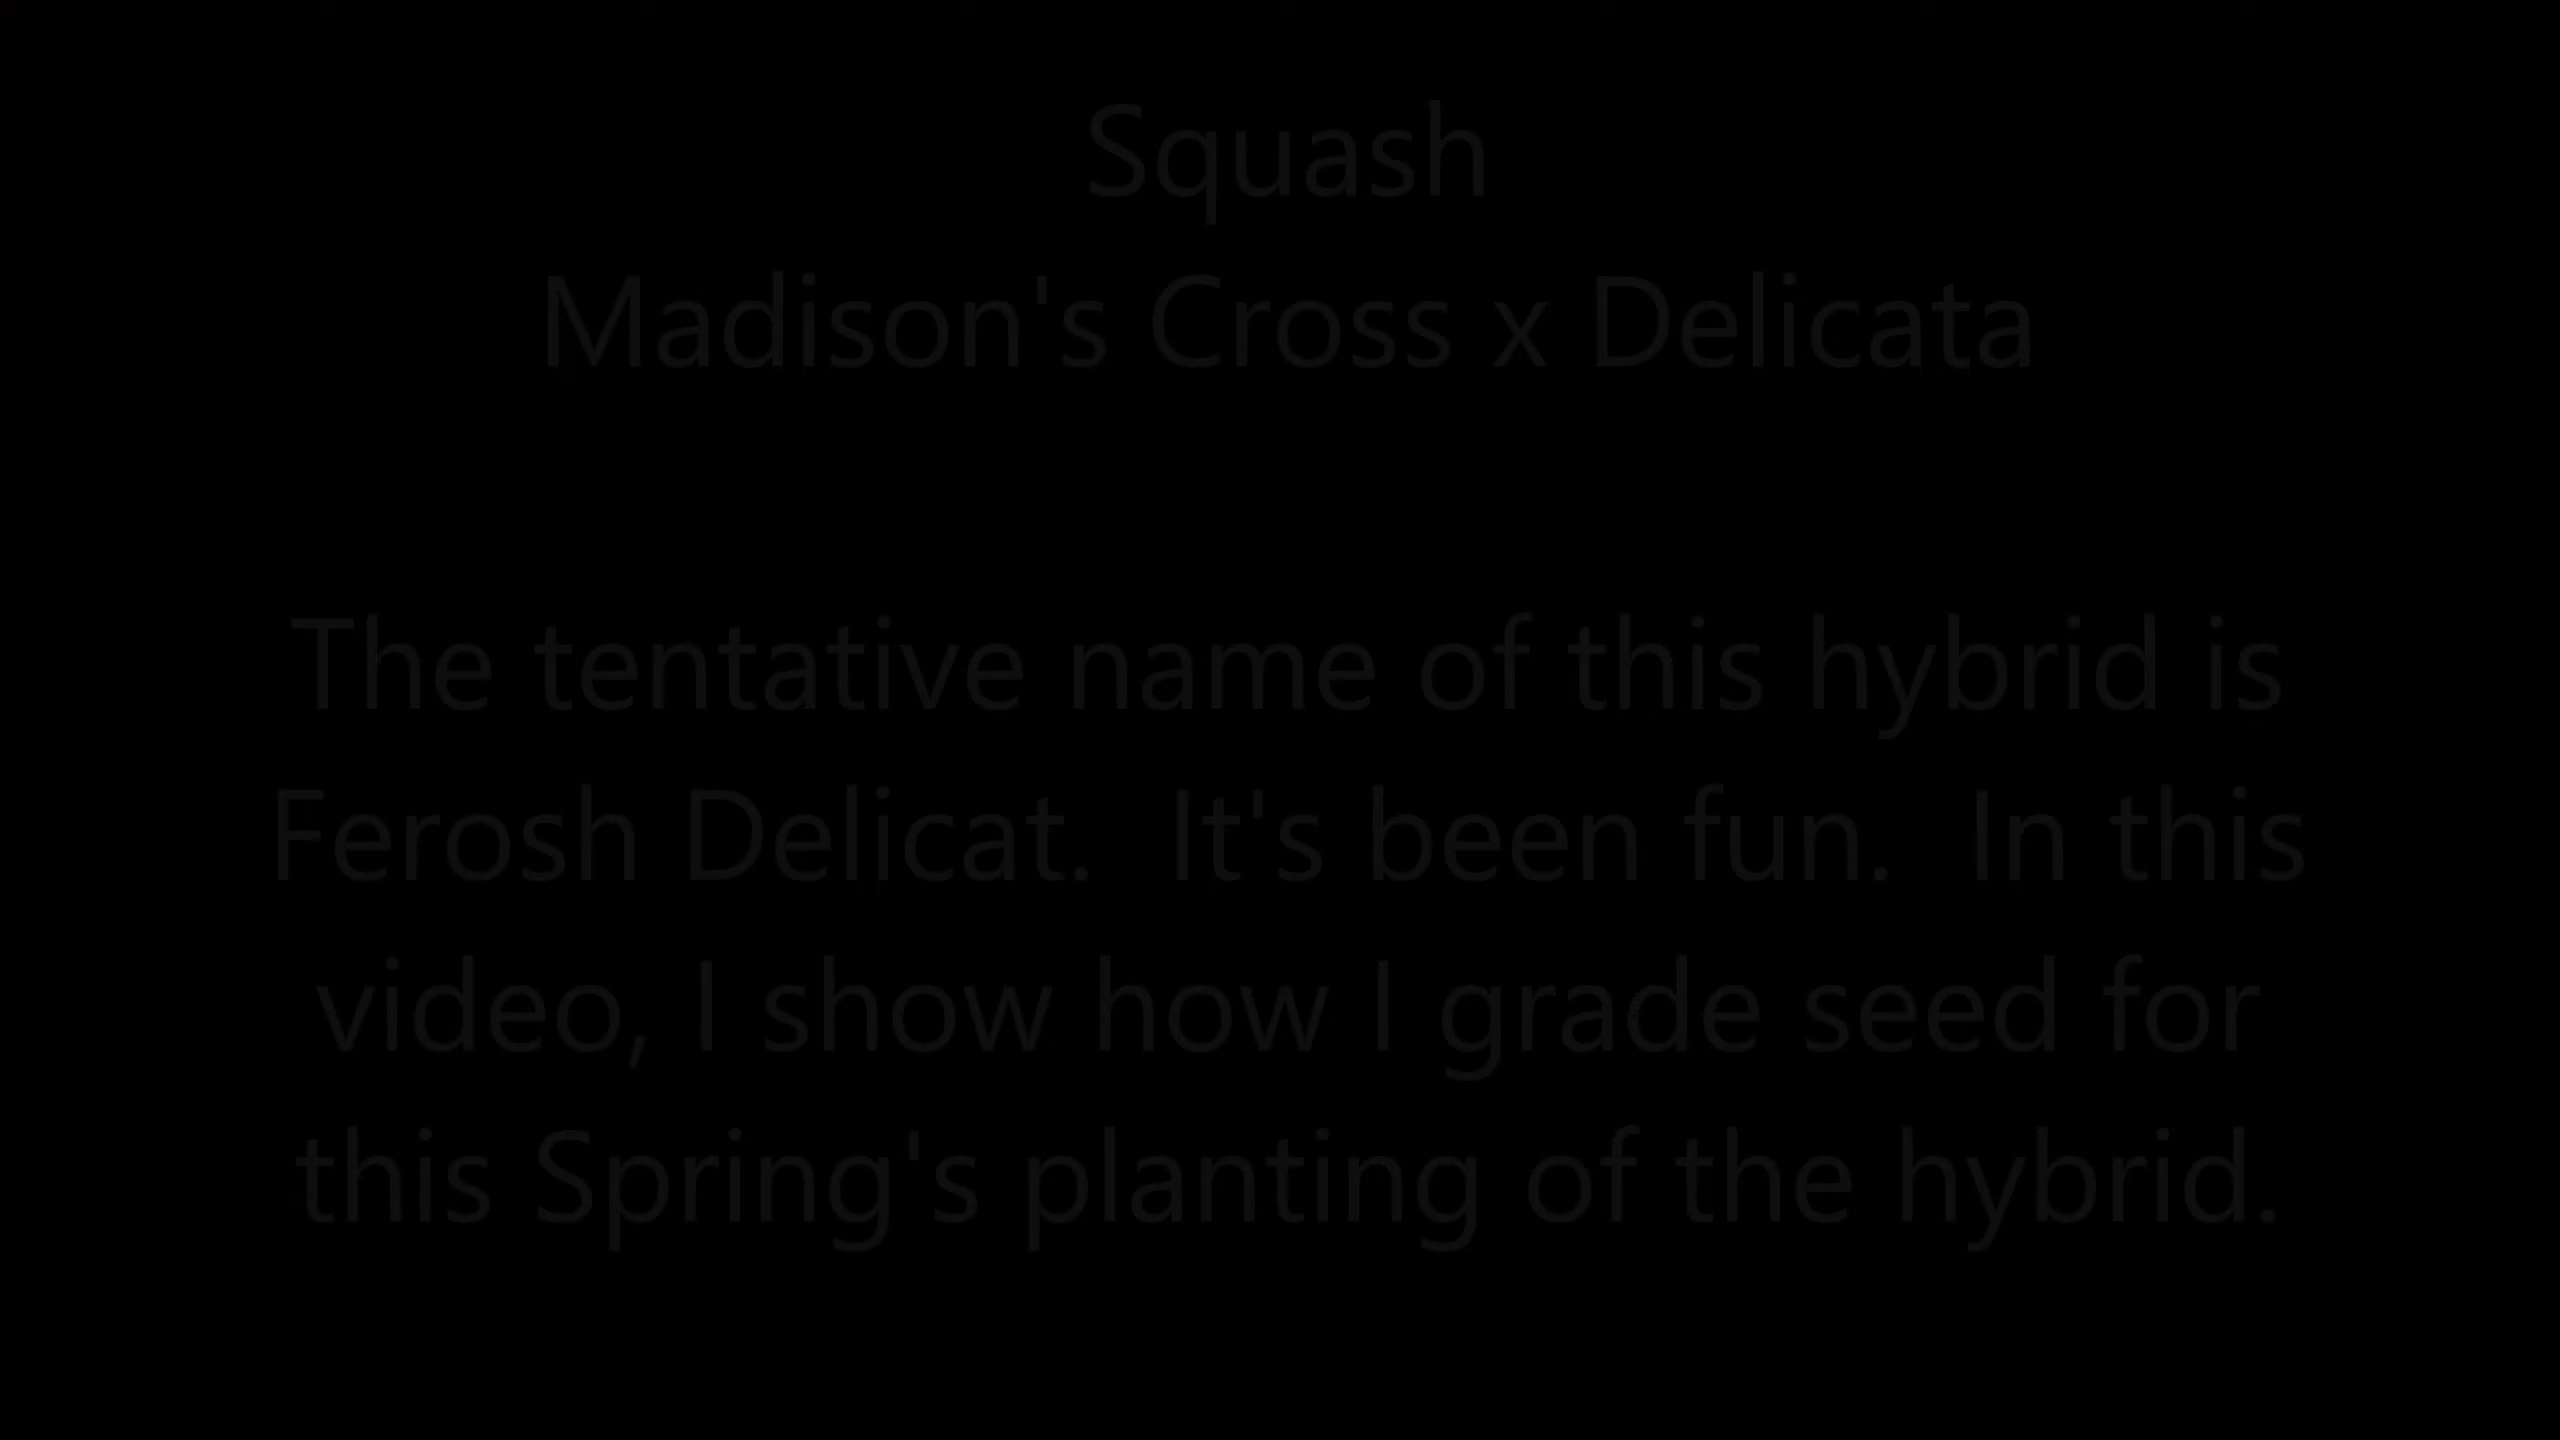 Squash
Madison's Cross x Delicata
The tentative name of this hybrid is
Ferosh Delicat.  It's been fun.  In this
video, I show how I grade seed for
this Spring's planting of the hybrid.